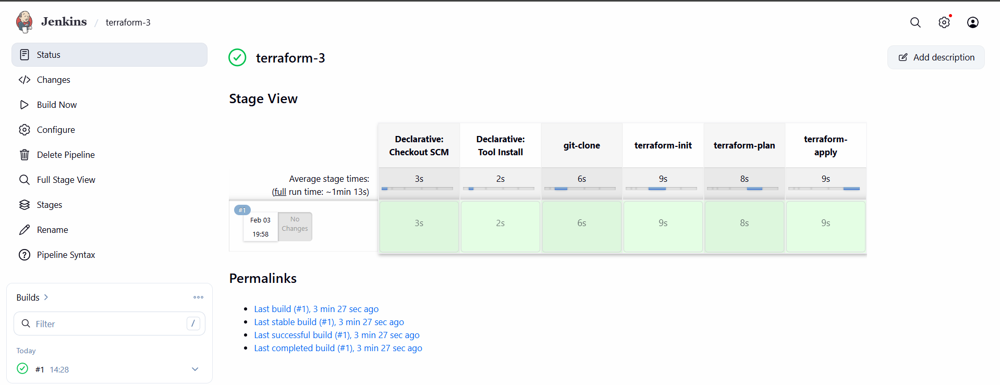 Jenkins / terraform-3
Status
Changes
Build Now
Configure
Delete Pipeline
Full Stage View
Stages
Rename
Pipeline Syntax
Builds
Filter /
Today
#1 14:28
terraform-3
Add description
Stage View
Declarative: Checkout SCM
Declarative: Tool Install
git-clone
terraform-init
terraform-plan
terraform-apply
Average stage times:
(full run time: ~1min 13s)
3s 2s 6s 9s 8s 9s
#1
Feb 03
19:58
No Changes
3s 2s 6s 9s 8s 9s
Permalinks
Last build (#1), 3 min 27 sec ago
Last stable build (#1), 3 min 27 sec ago
Last successful build (#1), 3 min 27 sec ago
Last completed build (#1), 3 min 27 sec ago